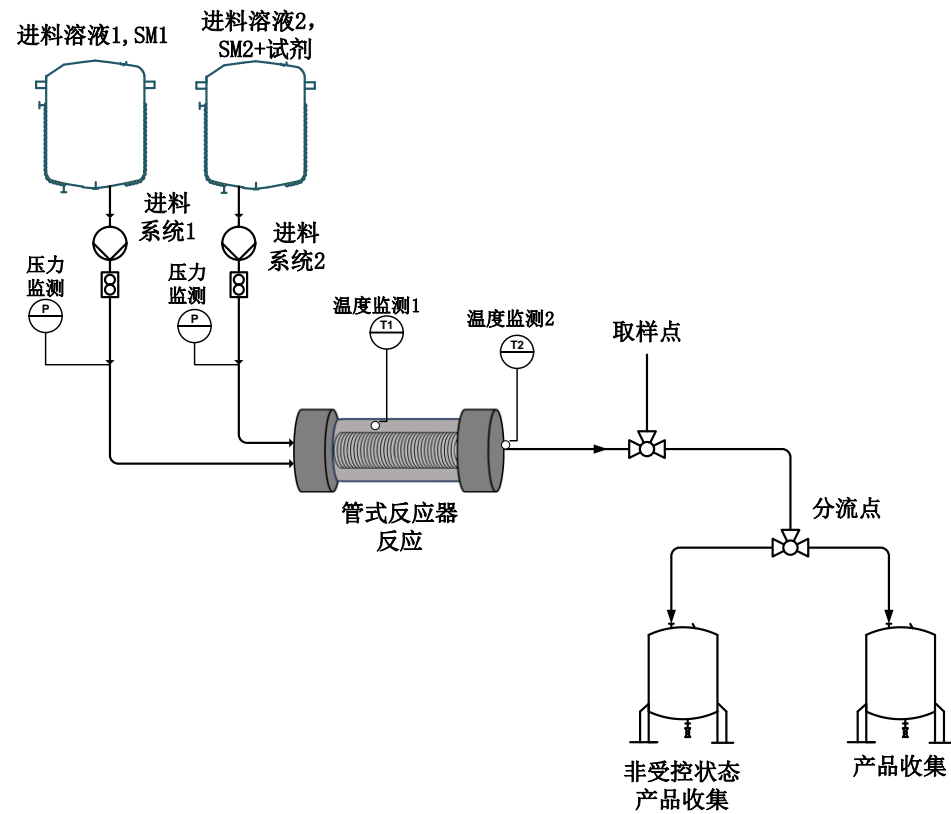 进料溶液1,SM1
进料溶液2，
SM2+试剂
进料
系统1
进料
系统2
压力
监测
P
压力
监测
P
温度监测1
T1
温度监测2
T2
取样点
管式反应器
反应
分流点
非受控状态
产品收集
产品收集